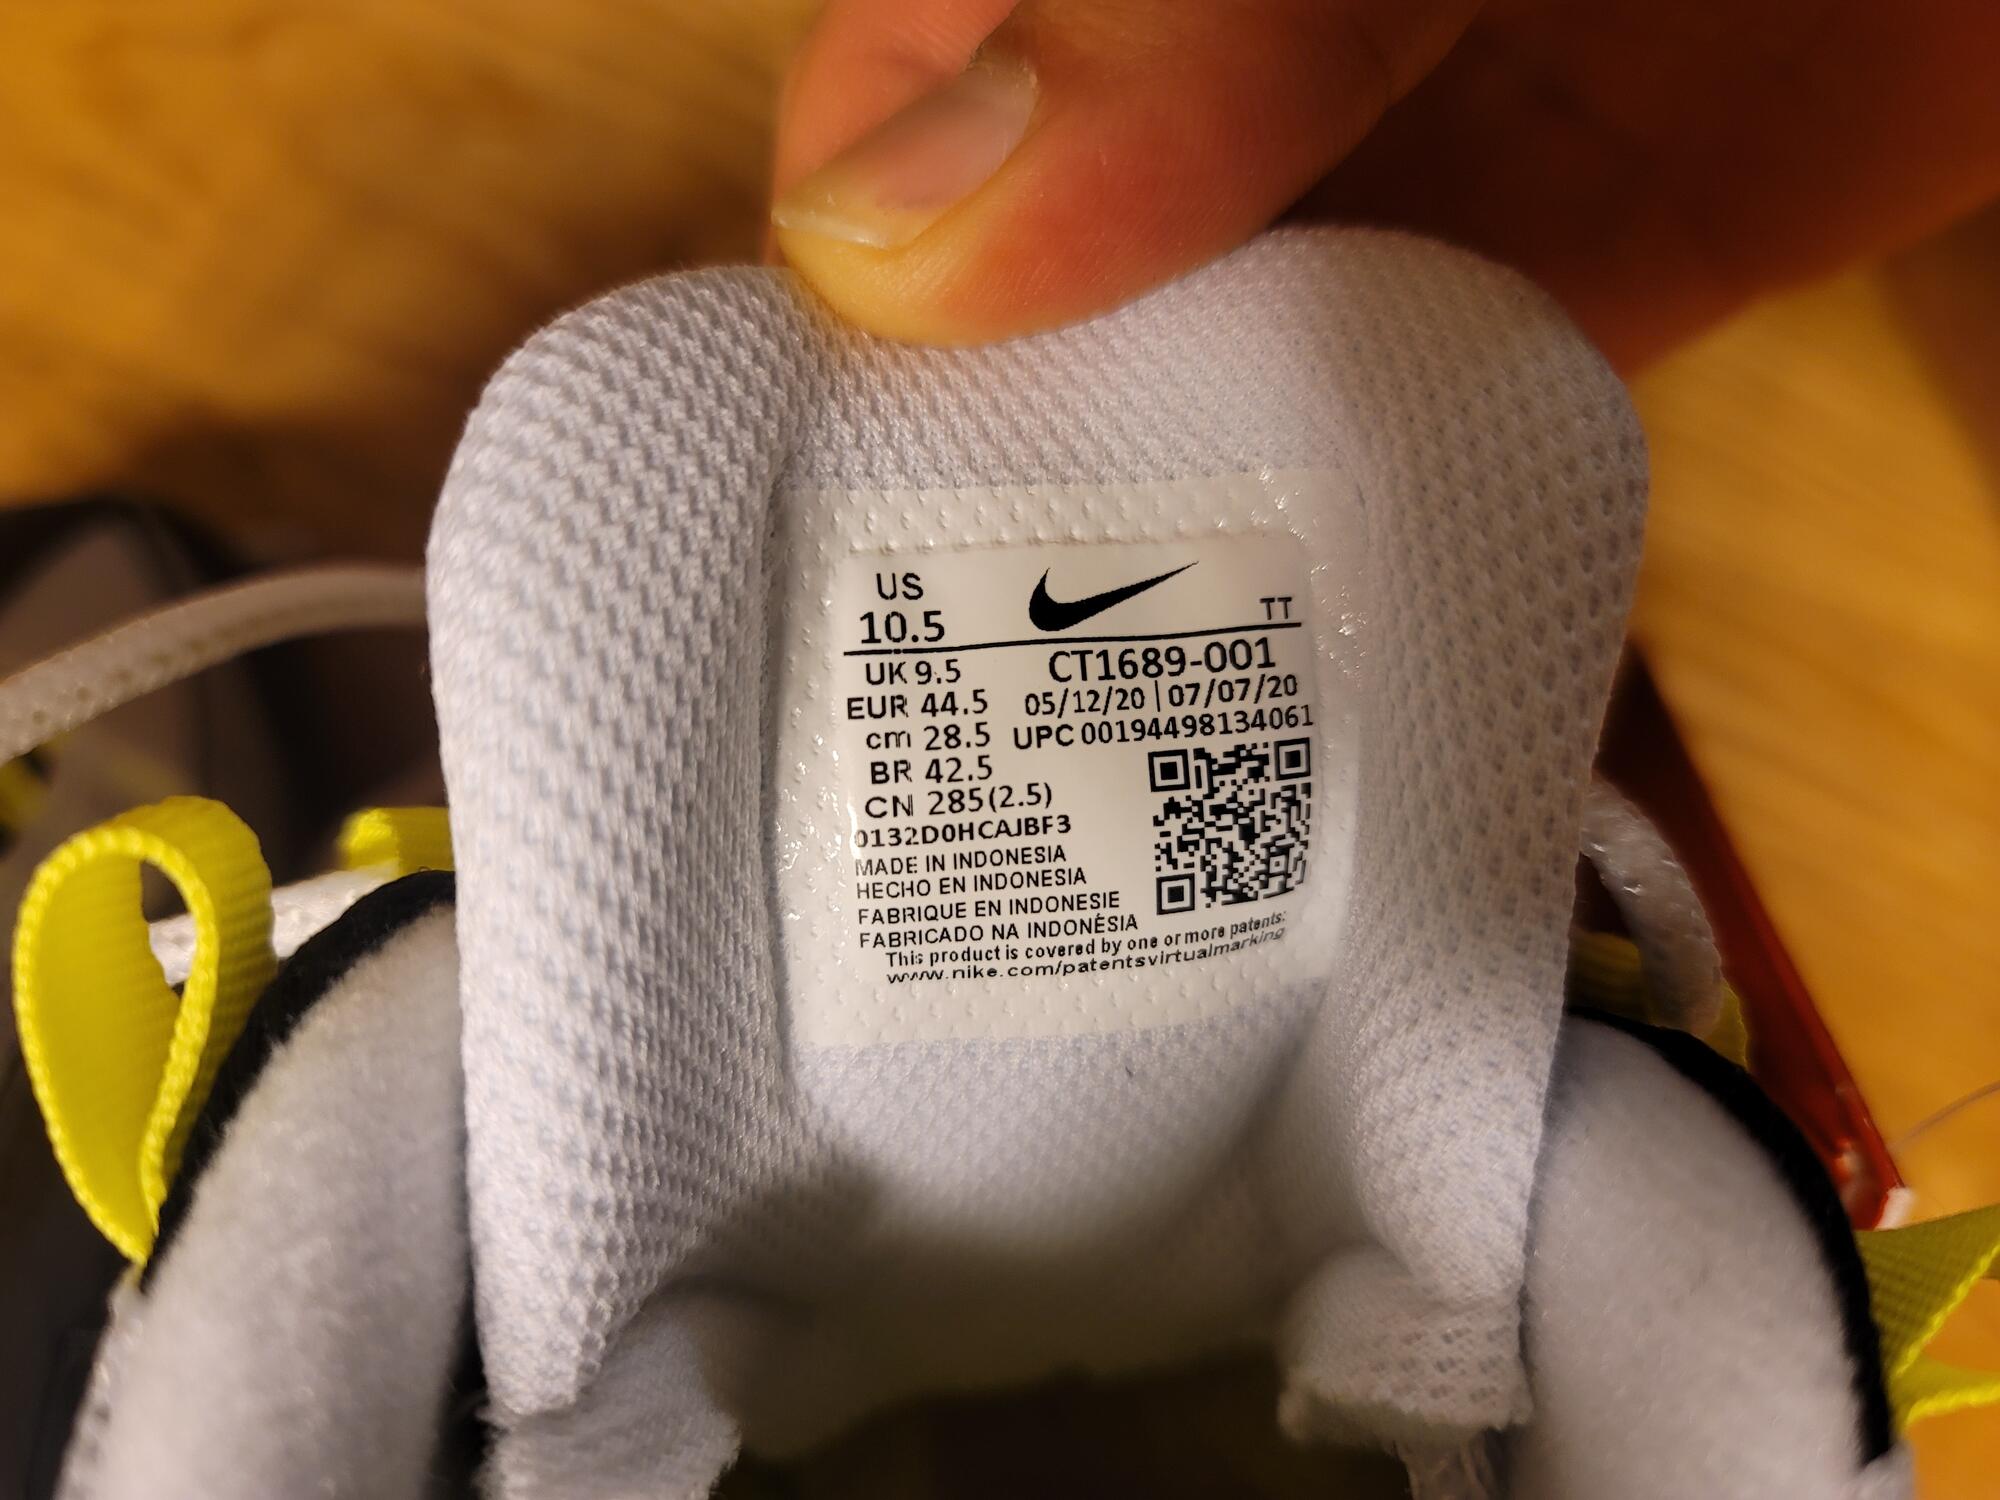 US
10.5
TT
UK 9.5
CT1689-001
EUR 44.5
05/12/20 | 07/07/20
cm 28.5
UPC 00194498134061
BR 42.5
CN 285(2.5)
0132D0HCAJBF3
MADE IN INDONESIA
HECHO EN INDONESIA
FABRIQUE EN INDONESIE
FABRICADO NA INDONÉSIA
This product is covered by one or more patents:
www.nike.com/patentsvirtualmarking